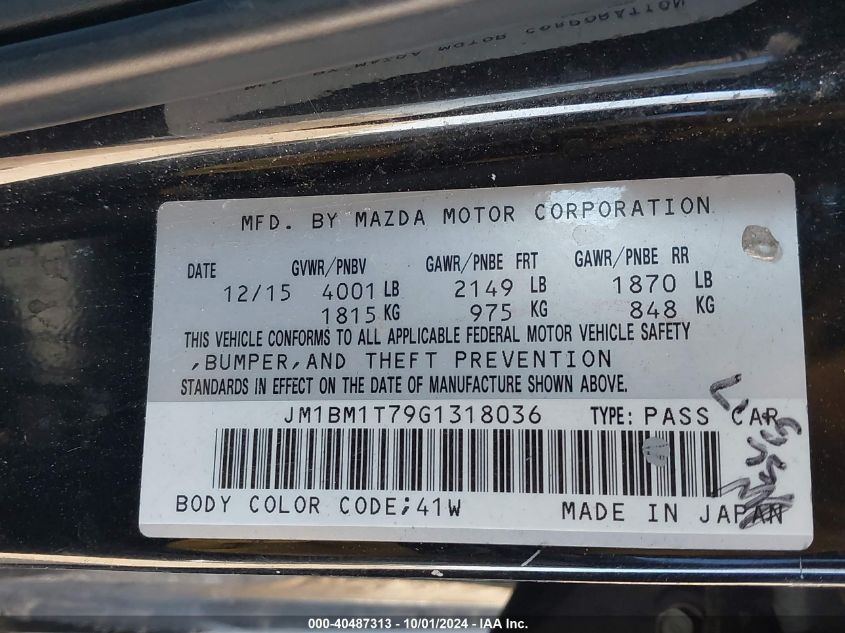 MFD. BY MAZDA MOTOR CORPORATION
DATE GVWR/PNBV GAWR/PNBE FRT GAWR/PNBE RR
12/15 4001 LB 2149 LB 1870 LB
1815 KG 975 KG 848 KG
THIS VEHICLE CONFORMS TO ALL APPLICABLE FEDERAL MOTOR VEHICLE SAFETY
,BUMPER,AND THEFT PREVENTION
STANDARDS IN EFFECT ON THE DATE OF MANUFACTURE SHOWN ABOVE.
JM1BM1T79G1318036 TYPE: PASS CAR
BODY COLOR CODE;41W MADE IN JAPAN
000-40487313 - 10/01/2024 - IAA Inc.